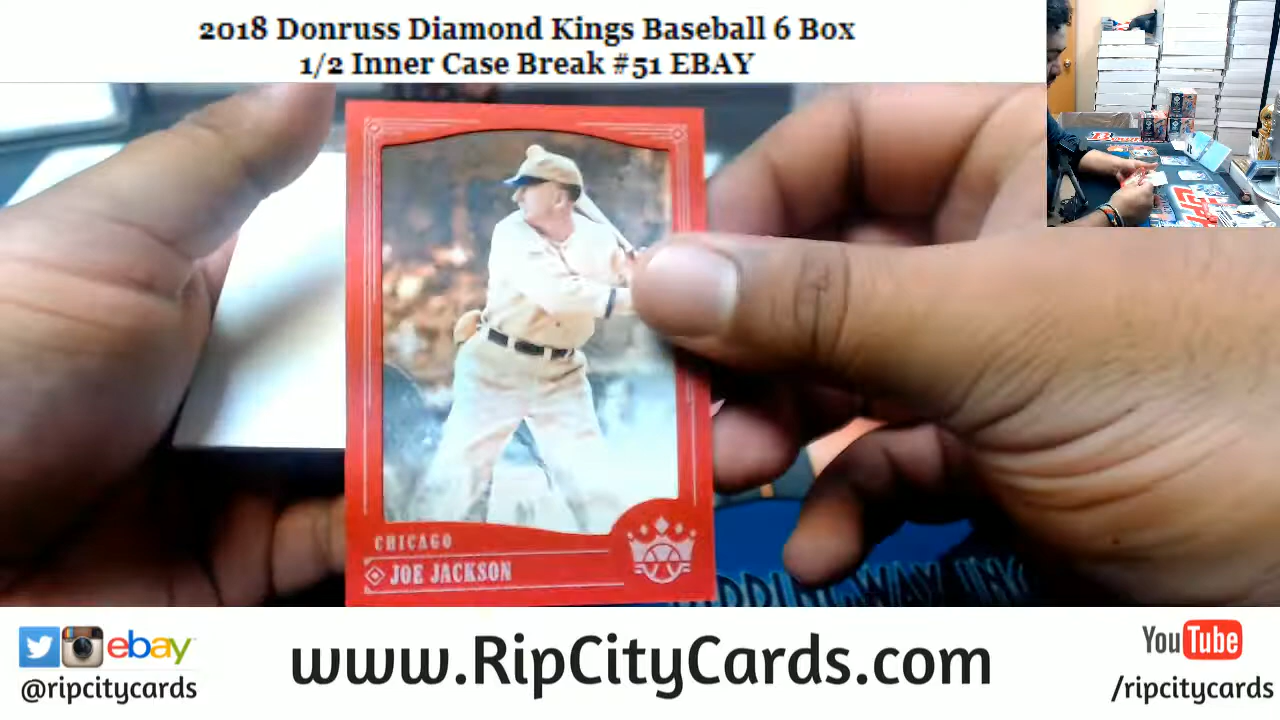 2018 Donruss Diamond Kings Baseball 6 Box
1/2 Inner Case Break #51 EBAY
CHICAGO
JOE JACKSON
ebay
@ripcitycards
www.RipCityCards.com
YouTube
/ripcitycards